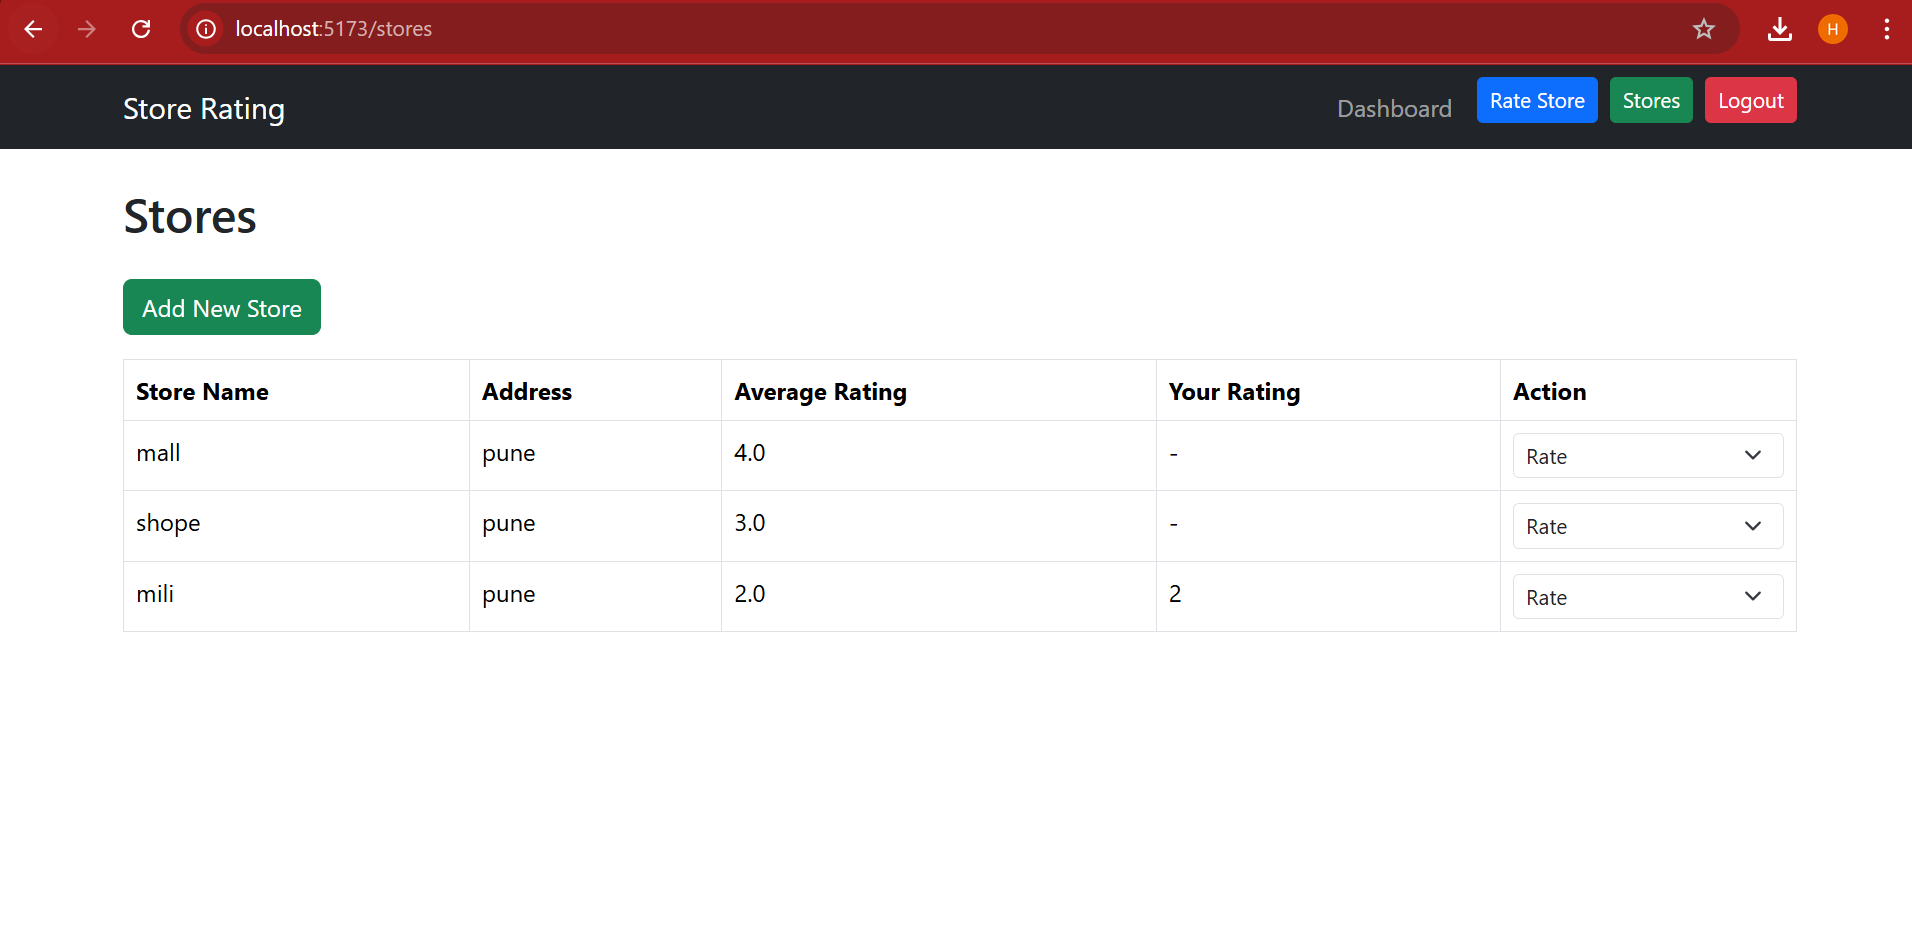 localhost:5173/stores
H
Store Rating Dashboard Rate Store Stores Logout
Stores
Add New Store
Store Name Address Average Rating Your Rating Action
mall pune 4.0 - Rate
shope pune 3.0 - Rate
mili pune 2.0 2 Rate